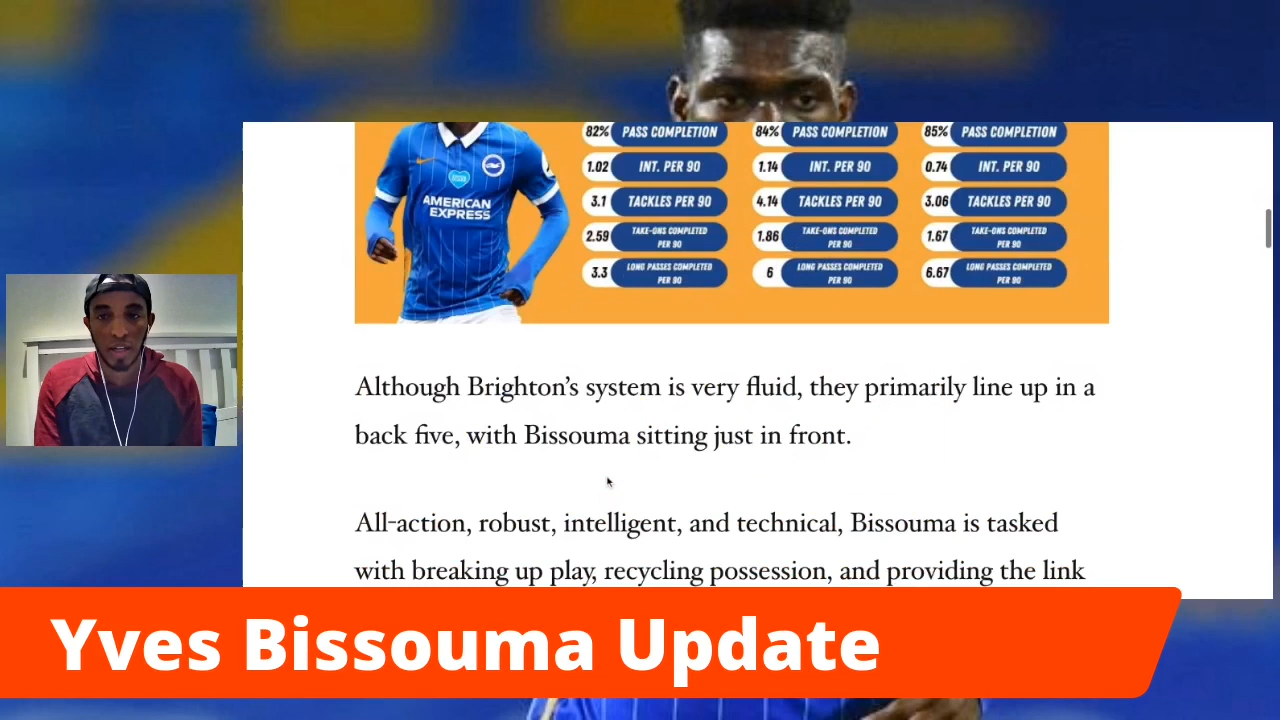 82% PASS COMPLETION 84% PASS COMPLETION 85% PASS COMPLETION
1.02 INT. PER 90 1.14 INT. PER 90 0.74 INT. PER 90
3.1 TACKLES PER 90 4.14 TACKLES PER 90 3.06 TACKLES PER 90
2.59 TAKE-ONS COMPLETED PER 90 1.86 TAKE-ONS COMPLETED PER 90 1.67 TAKE-ONS COMPLETED PER 90
3.3 LONG PASSES COMPLETED PER 90 6 LONG PASSES COMPLETED PER 90 6.67 LONG PASSES COMPLETED PER 90
AMERICAN
EXPRESS
Although Brighton’s system is very fluid, they primarily line up in a
back five, with Bissouma sitting just in front.
All-action, robust, intelligent, and technical, Bissouma is tasked
with breaking up play, recycling possession, and providing the link
Yves Bissouma Update